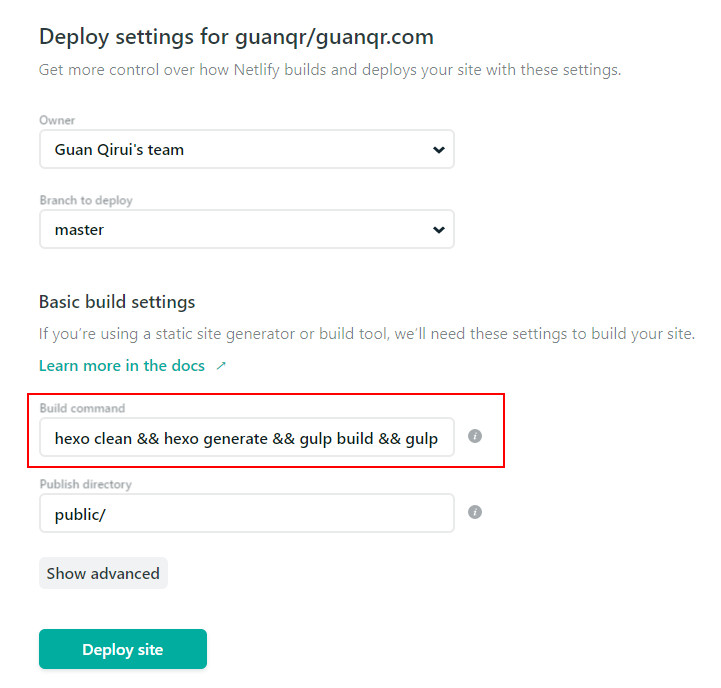 Deploy settings for guanqr/guanqr.com
Get more control over how Netlify builds and deploys your site with these settings.
Owner
Guan Qirui's team
Branch to deploy
master
Basic build settings
If you're using a static site generator or build tool, we'll need these settings to build your site.
Learn more in the docs ↗
Build command
hexo clean && hexo generate && gulp build && gulp
Publish directory
public/
Show advanced
Deploy site